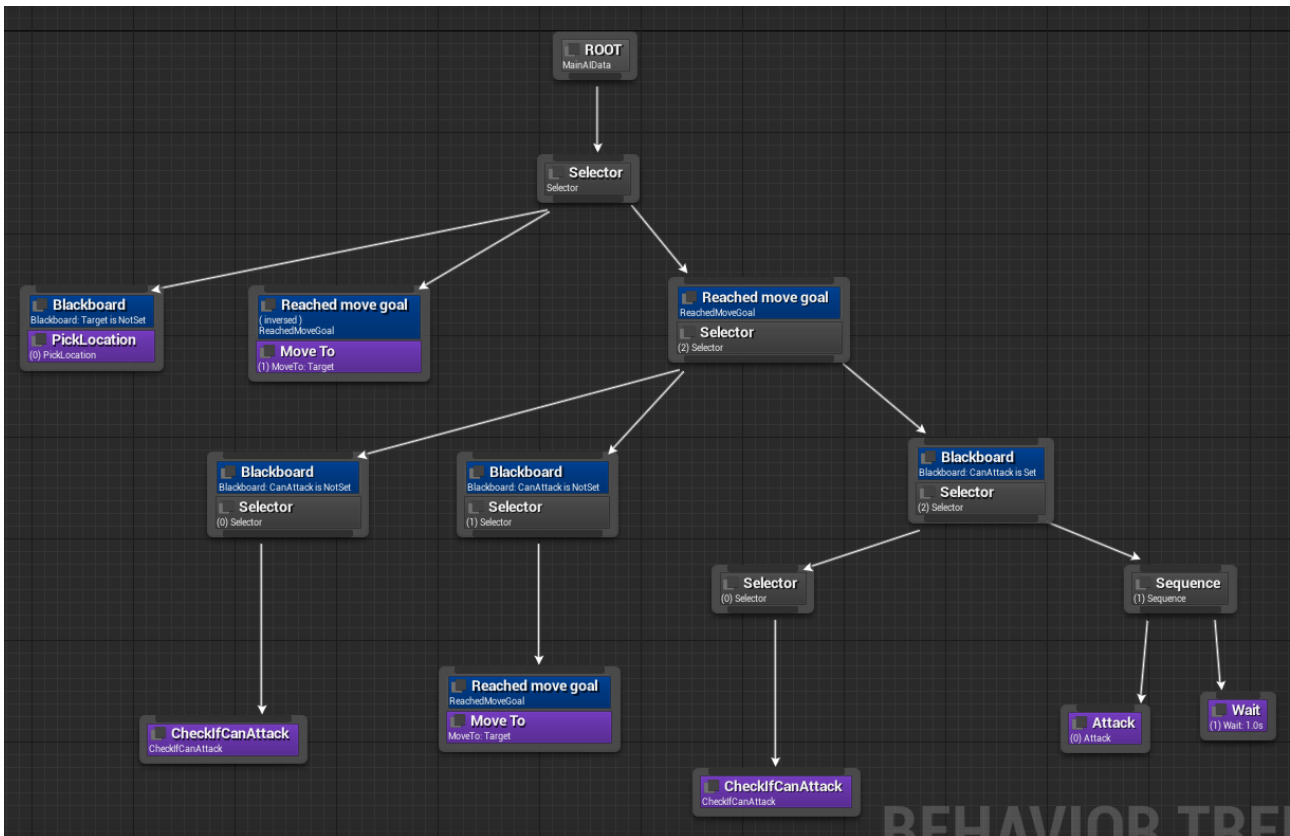 ROOT
MainAIData
Selector
Selector
Blackboard
Blackboard: Target is NotSet
PickLocation
(0) PickLocation
Reached move goal
( inversed )
ReachedMoveGoal
Move To
(1) MoveTo: Target
Reached move goal
ReachedMoveGoal
Selector
(2) Selector
Blackboard
Blackboard: CanAttack is NotSet
Selector
(0) Selector
Blackboard
Blackboard: CanAttack is NotSet
Selector
(1) Selector
Blackboard
Blackboard: CanAttack is Set
Selector
(2) Selector
Selector
(0) Selector
Sequence
(1) Sequence
CheckIfCanAttack
CheckIfCanAttack
Reached move goal
ReachedMoveGoal
Move To
MoveTo: Target
Attack
(0) Attack
Wait
(1) Wait: 1.0s
CheckIfCanAttack
CheckIfCanAttack
BEHAVIOR TREE